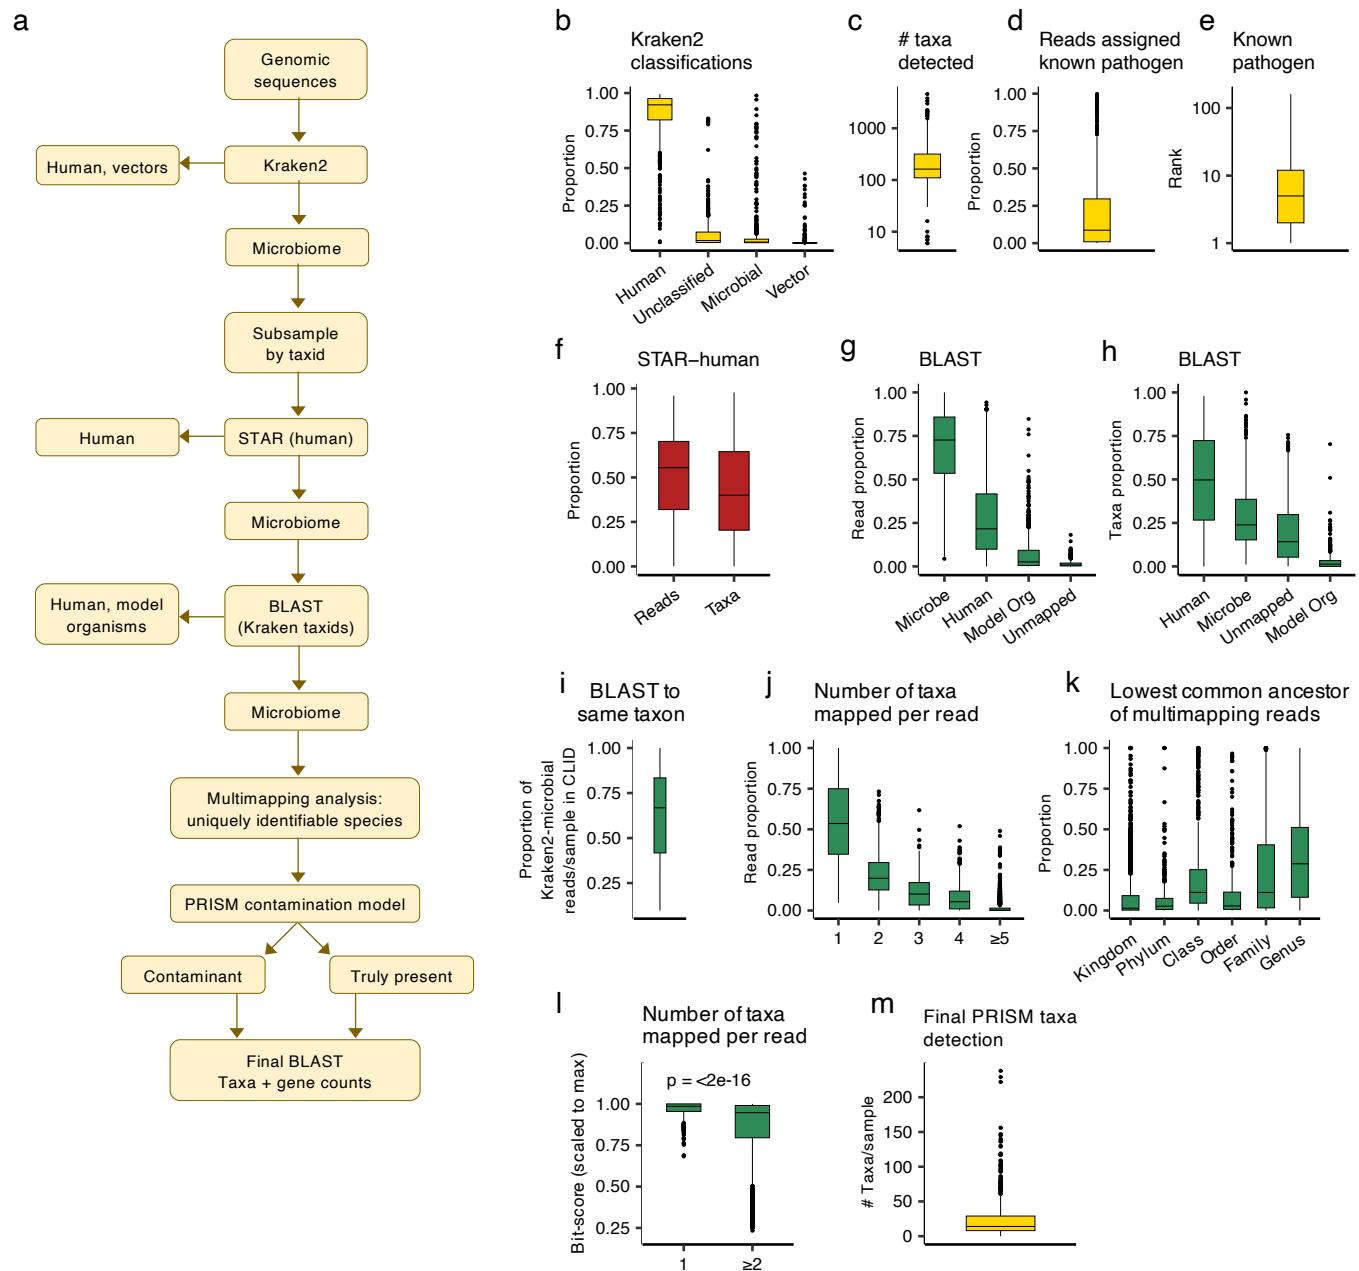 a
Genomic
sequences
Human, vectors
Kraken2
Microbiome
Subsample
by taxid
Human
STAR (human)
Microbiome
Human, model
organisms
BLAST
(Kraken taxids)
Microbiome
Multimapping analysis:
uniquely identifiable species
PRISM contamination model
Contaminant
Truly present
Final BLAST
Taxa + gene counts
b
Kraken2
classifications
Proportion
1.00
0.75
0.50
0.25
0.00
Human
Unclassified
Microbial
Vector
c
# taxa
detected
1000
100
10
d
Reads assigned
known pathogen
Proportion
1.00
0.75
0.50
0.25
0.00
e
Known
pathogen
Rank
100
10
1
f
STAR−human
Proportion
1.00
0.75
0.50
0.25
0.00
Reads
Taxa
g
BLAST
Read proportion
1.00
0.75
0.50
0.25
0.00
Microbe
Human
Model Org
Unmapped
h
BLAST
Taxa proportion
1.00
0.75
0.50
0.25
0.00
Human
Microbe
Unmapped
Model Org
i
BLAST to
same taxon
Proportion of
Kraken2-microbial
reads/sample in CLID
1.00
0.75
0.50
0.25
j
Number of taxa
mapped per read
Read proportion
1.00
0.75
0.50
0.25
0.00
1
2
3
4
≥5
k
Lowest common ancestor
of multimapping reads
Proportion
1.00
0.75
0.50
0.25
0.00
Kingdom
Phylum
Class
Order
Family
Genus
l
Number of taxa
mapped per read
Bit-score (scaled to max)
p = <2e-16
1.00
0.75
0.50
0.25
1
≥2
m
Final PRISM taxa
detection
# Taxa/sample
200
150
100
50
0